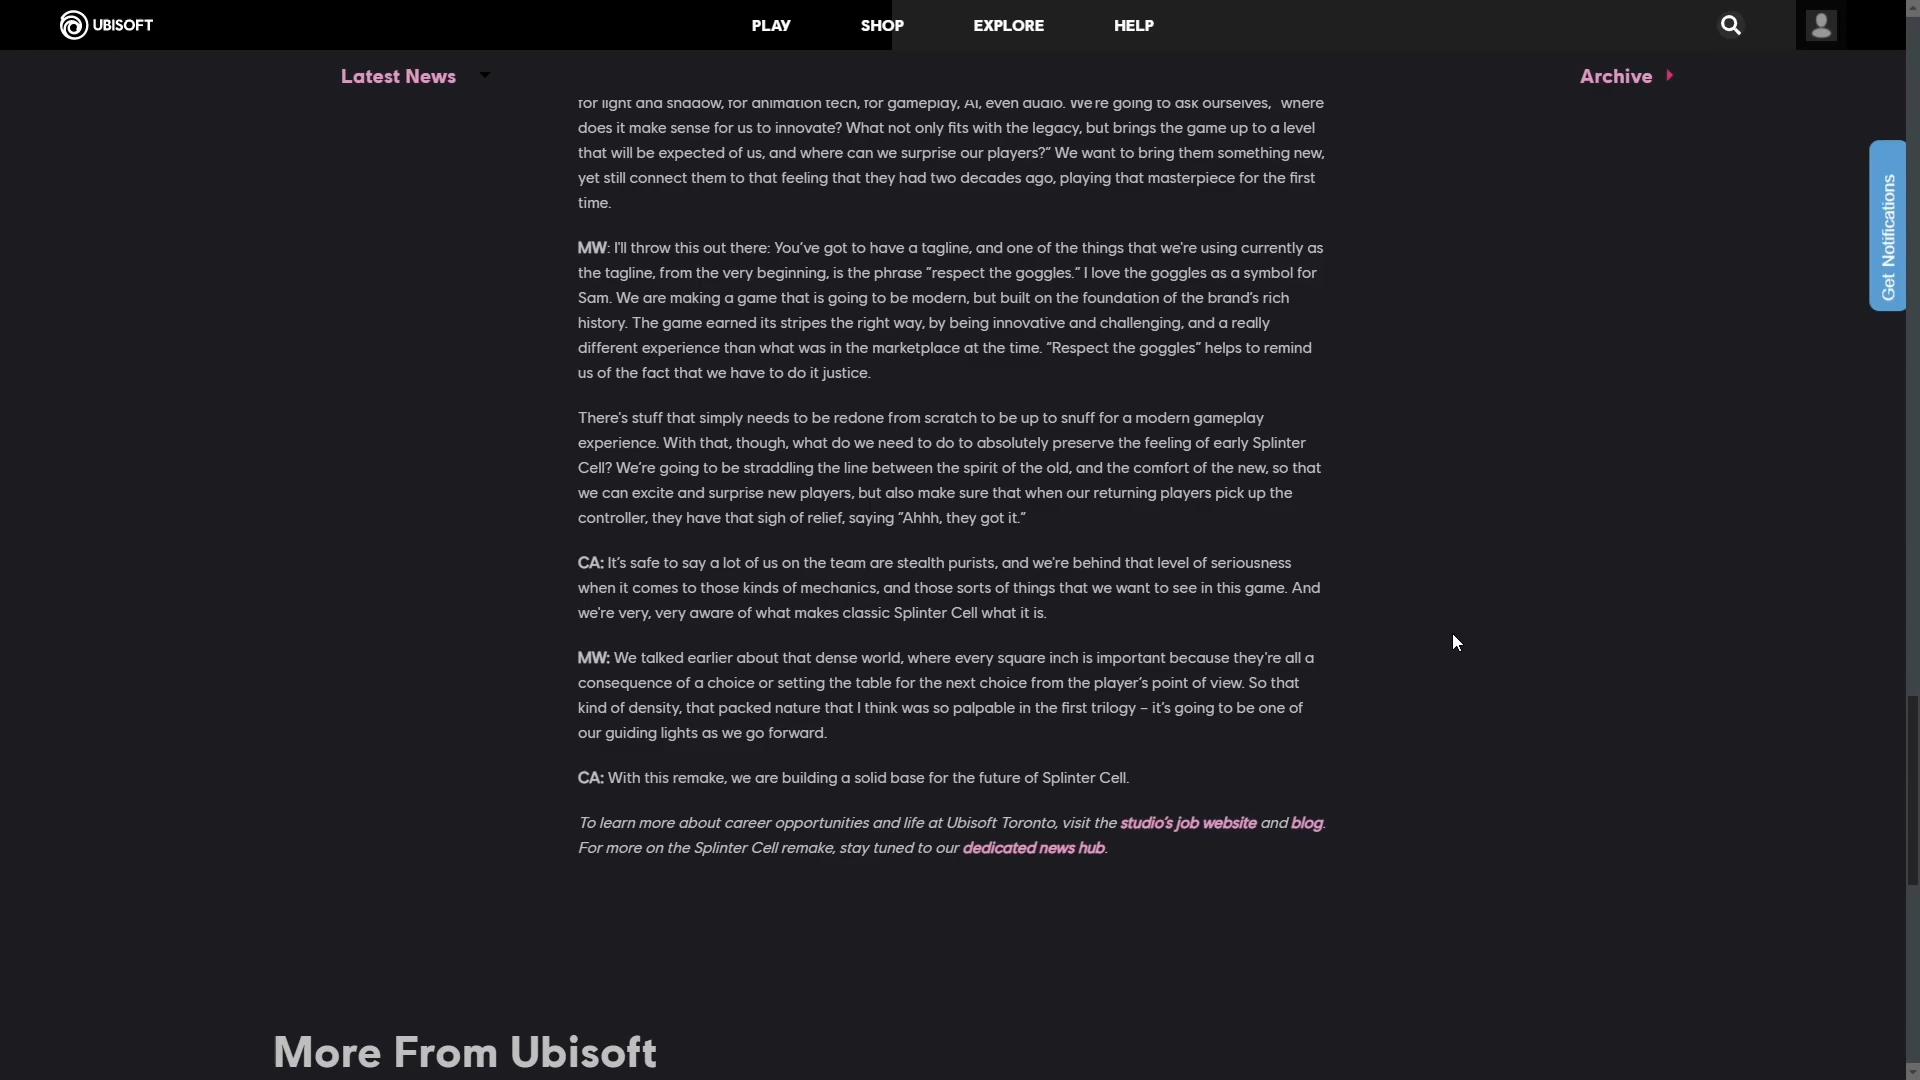 UBISOFT
PLAY SHOP EXPLORE HELP
Latest News
Archive
for light and shadow, for animation tech, for gameplay, AI, even audio. We're going to ask ourselves, "where
does it make sense for us to innovate? What not only fits with the legacy, but brings the game up to a level
that will be expected of us, and where can we surprise our players?" We want to bring them something new,
yet still connect them to that feeling that they had two decades ago, playing that masterpiece for the first
time.
MW: I'll throw this out there: You've got to have a tagline, and one of the things that we're using currently as
the tagline, from the very beginning, is the phrase "respect the goggles." I love the goggles as a symbol for
Sam. We are making a game that is going to be modern, but built on the foundation of the brand's rich
history. The game earned its stripes the right way, by being innovative and challenging, and a really
different experience than what was in the marketplace at the time. "Respect the goggles" helps to remind
us of the fact that we have to do it justice.
There's stuff that simply needs to be redone from scratch to be up to snuff for a modern gameplay
experience. With that, though, what do we need to do to absolutely preserve the feeling of early Splinter
Cell? We're going to be straddling the line between the spirit of the old, and the comfort of the new, so that
we can excite and surprise new players, but also make sure that when our returning players pick up the
controller, they have that sigh of relief, saying "Ahhh, they got it."
CA: It's safe to say a lot of us on the team are stealth purists, and we're behind that level of seriousness
when it comes to those kinds of mechanics, and those sorts of things that we want to see in this game. And
we're very, very aware of what makes classic Splinter Cell what it is.
MW: We talked earlier about that dense world, where every square inch is important because they're all a
consequence of a choice or setting the table for the next choice from the player's point of view. So that
kind of density, that packed nature that I think was so palpable in the first trilogy – it's going to be one of
our guiding lights as we go forward.
CA: With this remake, we are building a solid base for the future of Splinter Cell.
To learn more about career opportunities and life at Ubisoft Toronto, visit the studio's job website and blog.
For more on the Splinter Cell remake, stay tuned to our dedicated news hub.
Get Notifications
More From Ubisoft